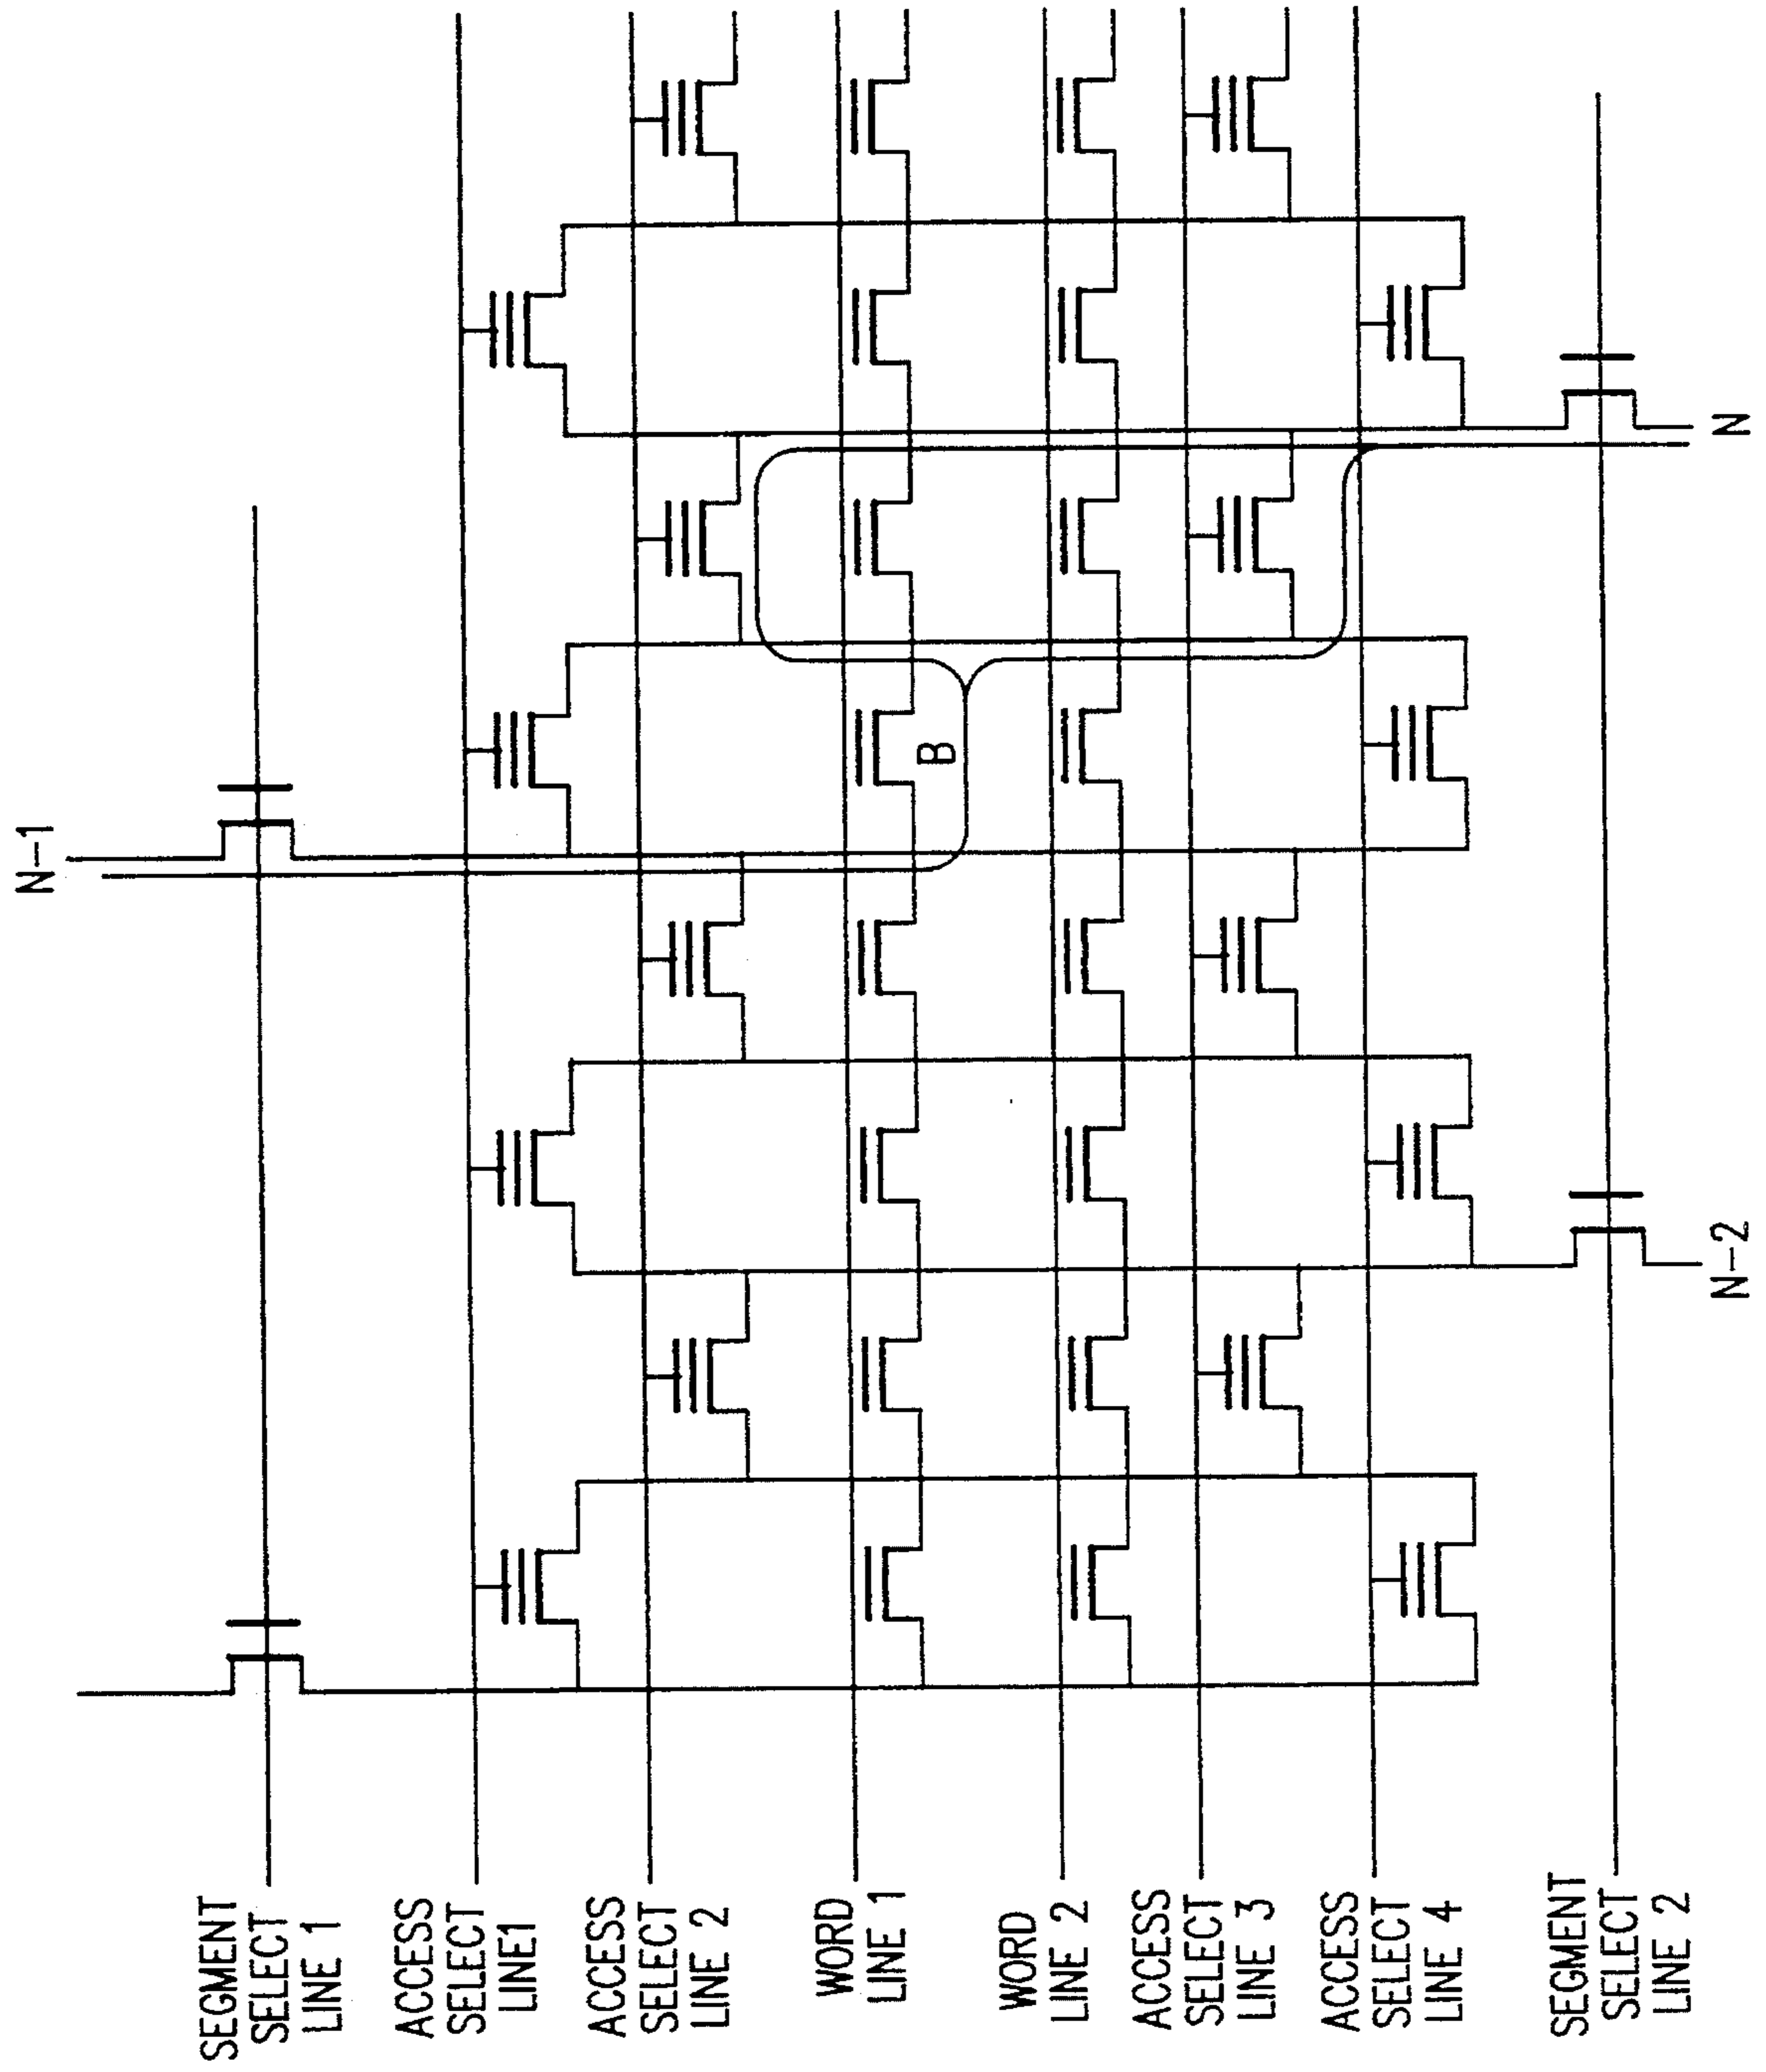 N-1
SEGMENT
SELECT
LINE 1
ACCESS
SELECT
LINE1
ACCESS
SELECT
LINE 2
WORD
LINE 1
B
WORD
LINE 2
ACCESS
SELECT
LINE 3
ACCESS
SELECT
LINE 4
SEGMENT
SELECT
LINE 2
N-2
N